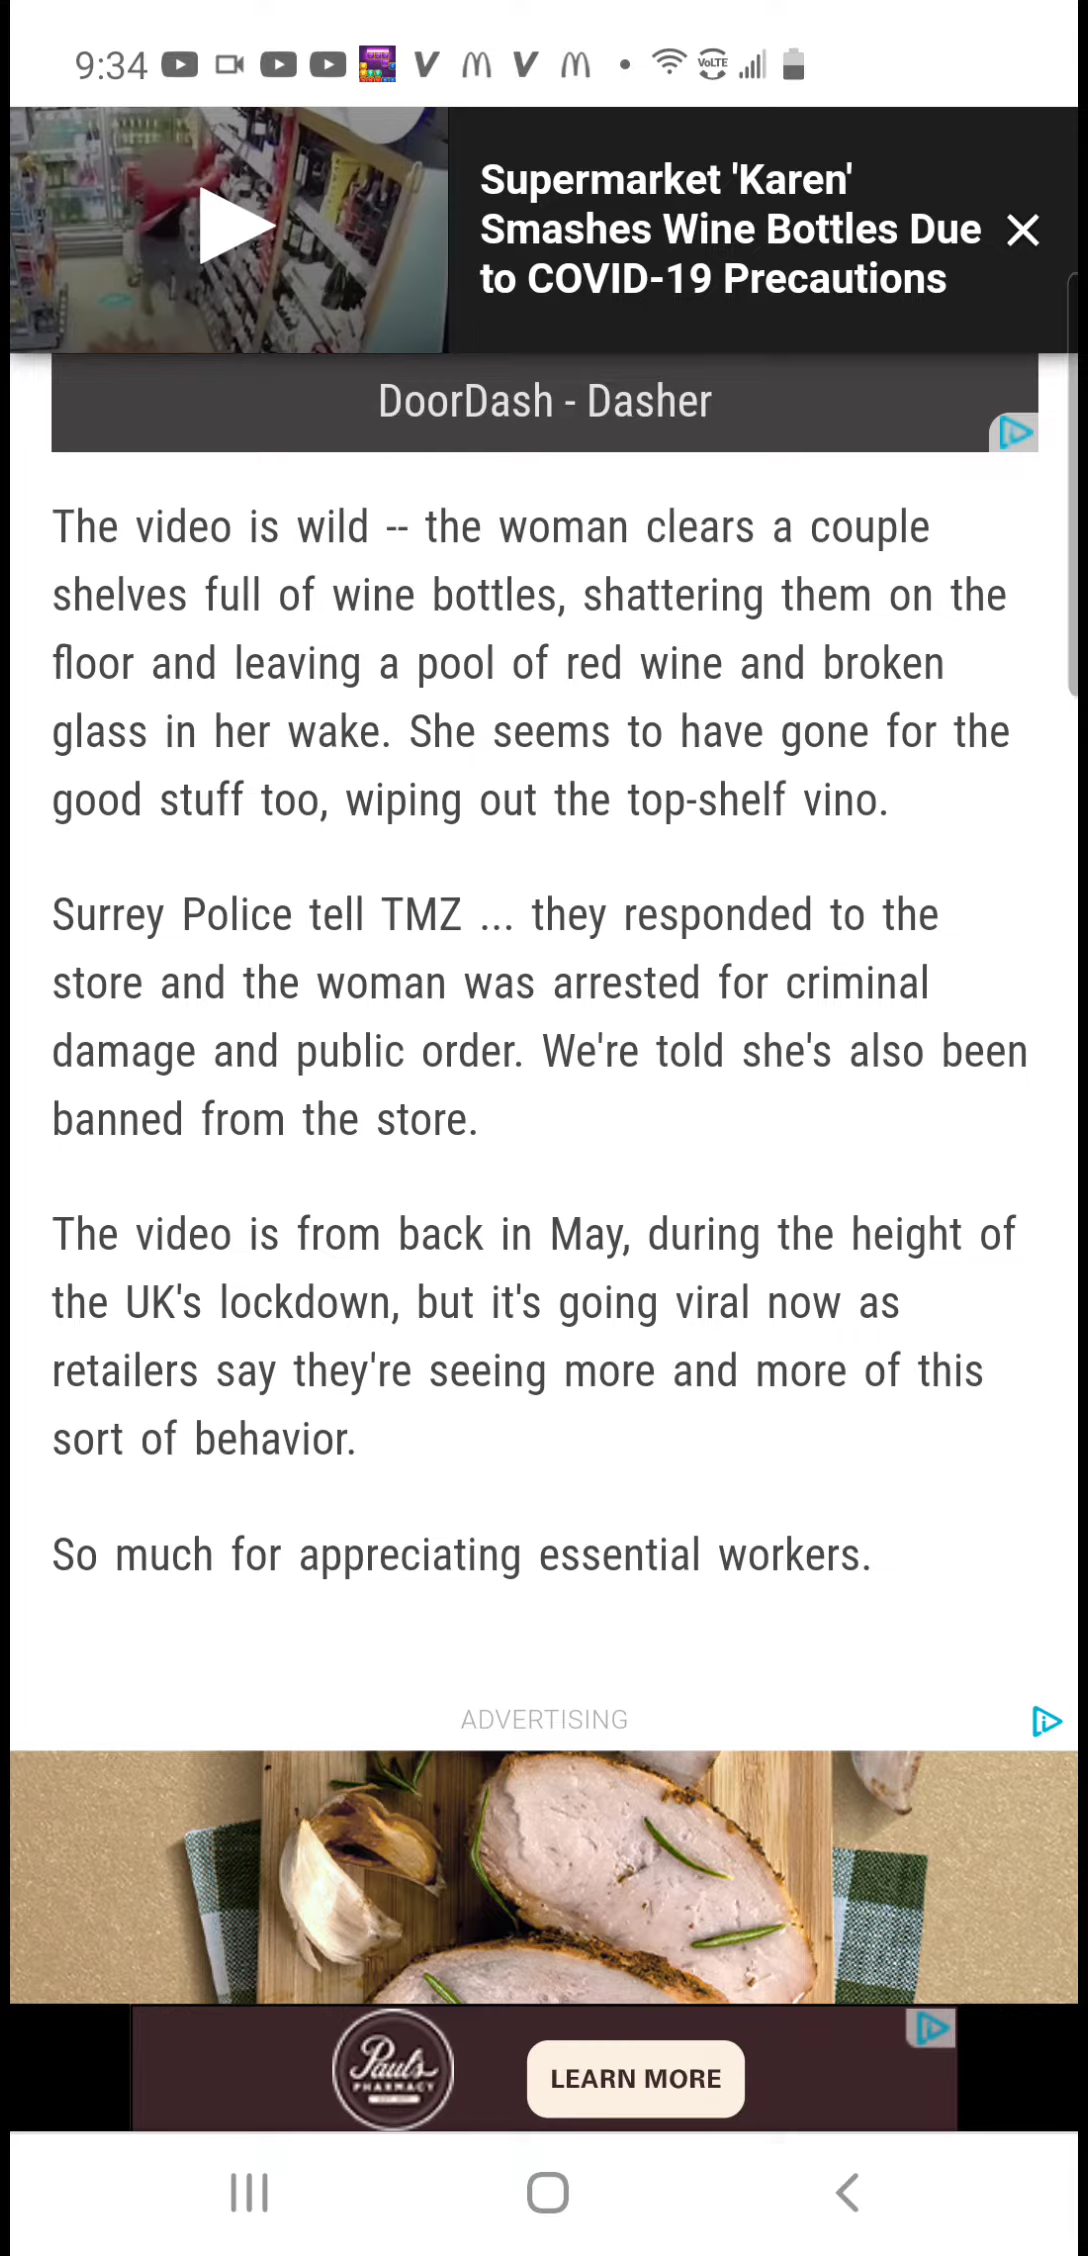 9:34
VoLTE
Supermarket 'Karen'
Smashes Wine Bottles Due
to COVID-19 Precautions
DoorDash - Dasher
The video is wild -- the woman clears a couple
shelves full of wine bottles, shattering them on the
floor and leaving a pool of red wine and broken
glass in her wake. She seems to have gone for the
good stuff too, wiping out the top-shelf vino.
Surrey Police tell TMZ ... they responded to the
store and the woman was arrested for criminal
damage and public order. We're told she's also been
banned from the store.
The video is from back in May, during the height of
the UK's lockdown, but it's going viral now as
retailers say they're seeing more and more of this
sort of behavior.
So much for appreciating essential workers.
ADVERTISING
Paul's
PHARMACY
LEARN MORE